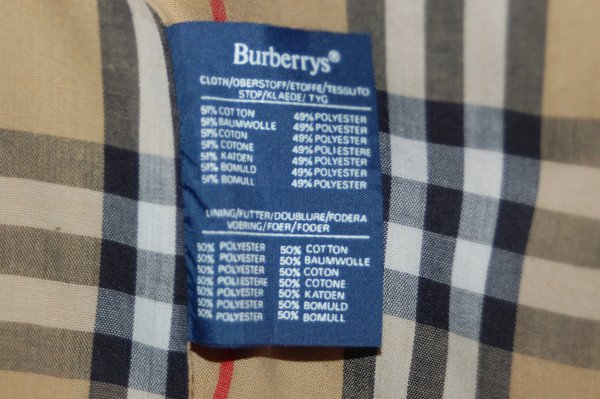 Burberrys®
CLOTH/OBERSTOFF/ETOFFE/TESSUTO
STOF/KLAEDE/TYG
51% COTTON 49% POLYESTER
51% BAUMWOLLE 49% POLYESTER
51% COTON 49% POLYESTER
51% COTONE 49% POLIESTERE
51% KATOEN 49% POLYESTER
51% BOMULD 49% POLYESTER
51% BOMULL 49% POLYESTER
LINING/FUTTER/DOUBLURE/FODERA
VOERING/FOER/FODER
50% POLYESTER 50% COTTON
50% POLYESTER 50% BAUMWOLLE
50% POLYESTER 50% COTON
50% POLIESTERE 50% COTONE
50% POLYESTER 50% KATOEN
50% POLYESTER 50% BOMULD
50% POLYESTER 50% BOMULL